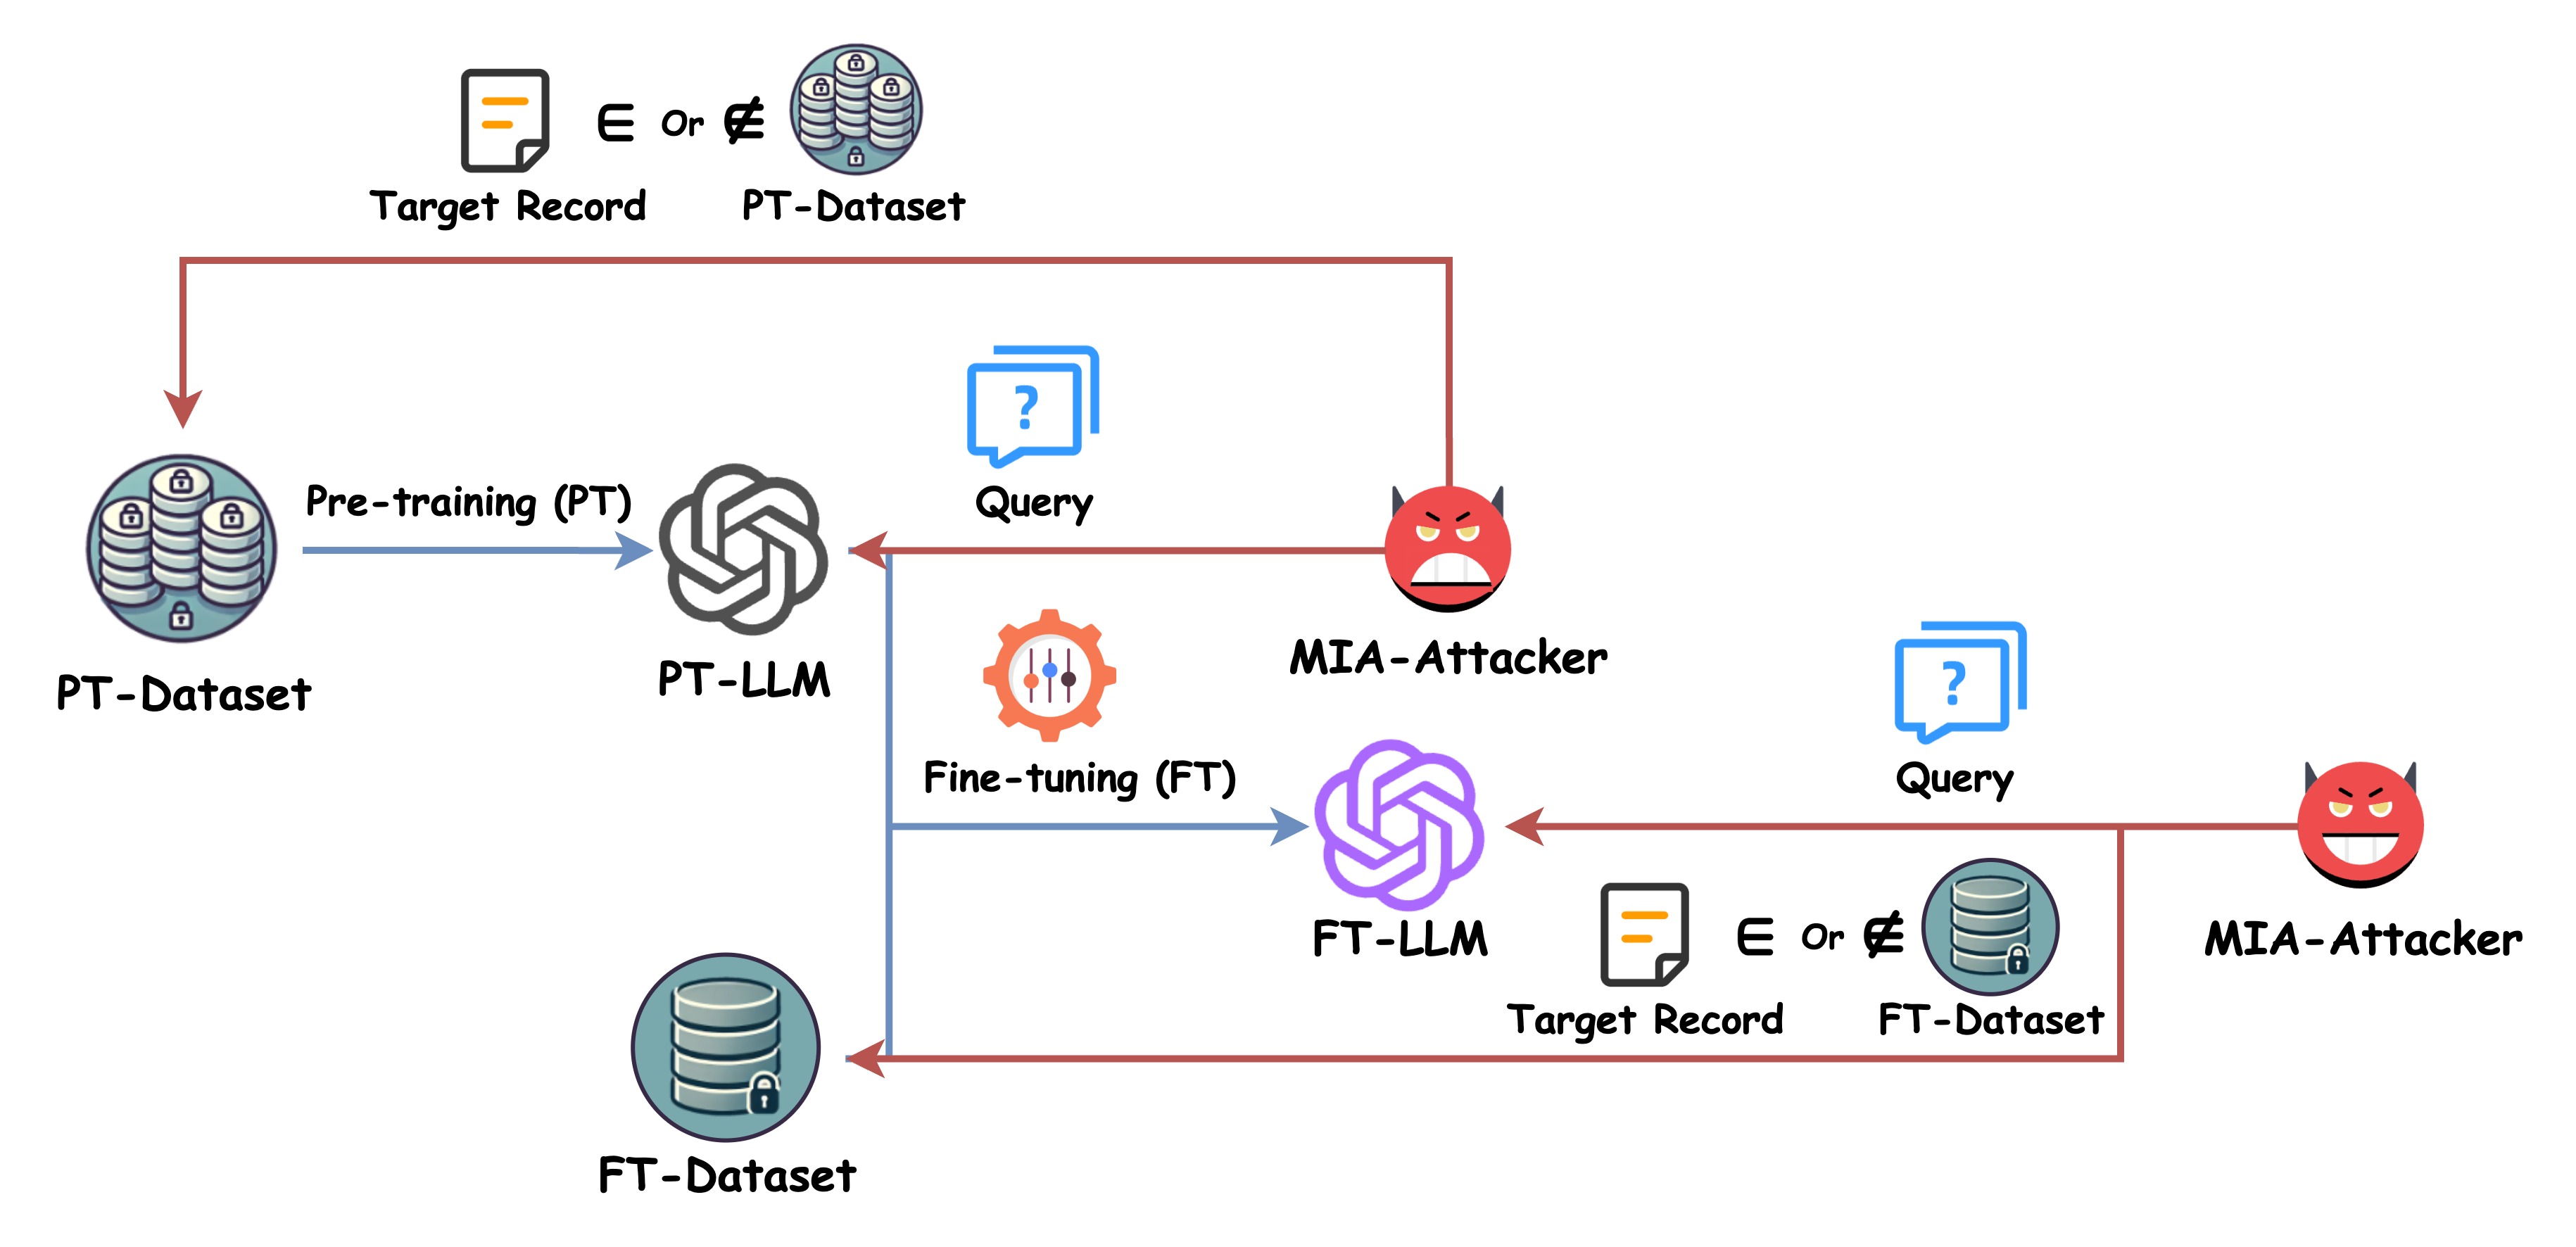 ∈ Or ∉
Target Record PT-Dataset
?
Pre-training (PT)
Query
PT-Dataset
PT-LLM
MIA-Attacker
?
Fine-tuning (FT)
Query
FT-LLM
∈ Or ∉
MIA-Attacker
Target Record FT-Dataset
FT-Dataset